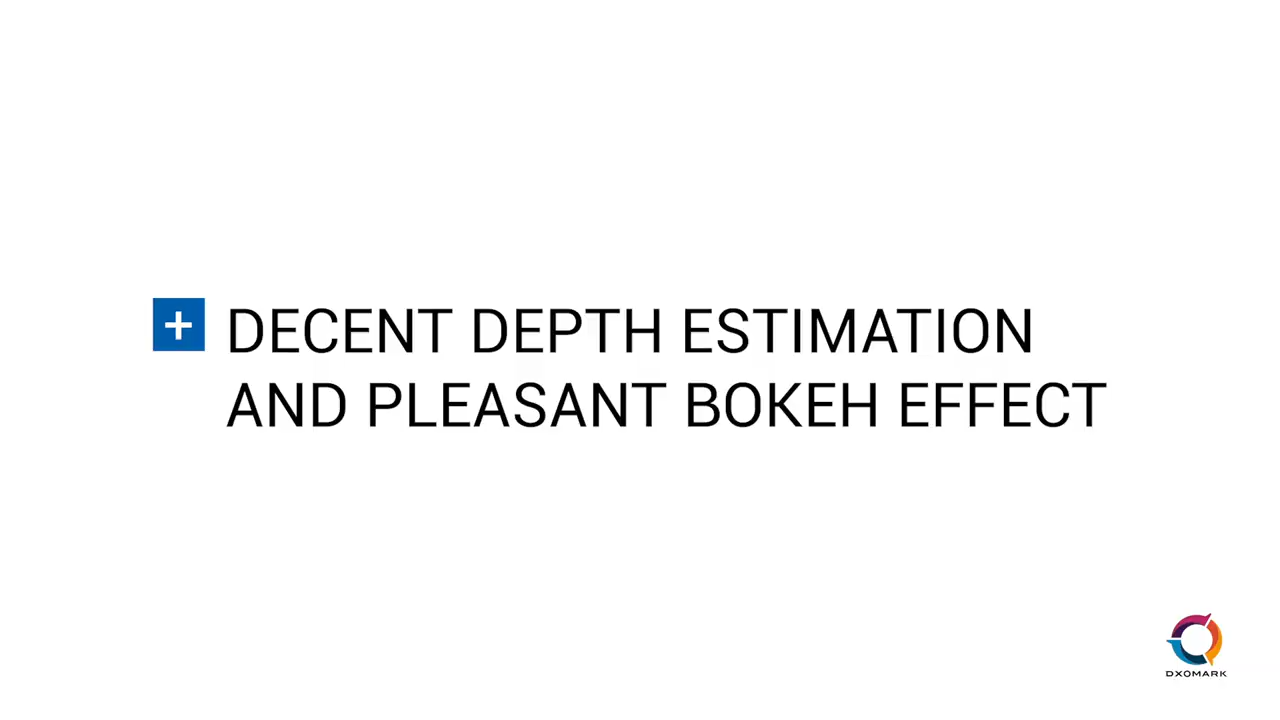 + DECENT DEPTH ESTIMATION
AND PLEASANT BOKEH EFFECT
DXOMARK